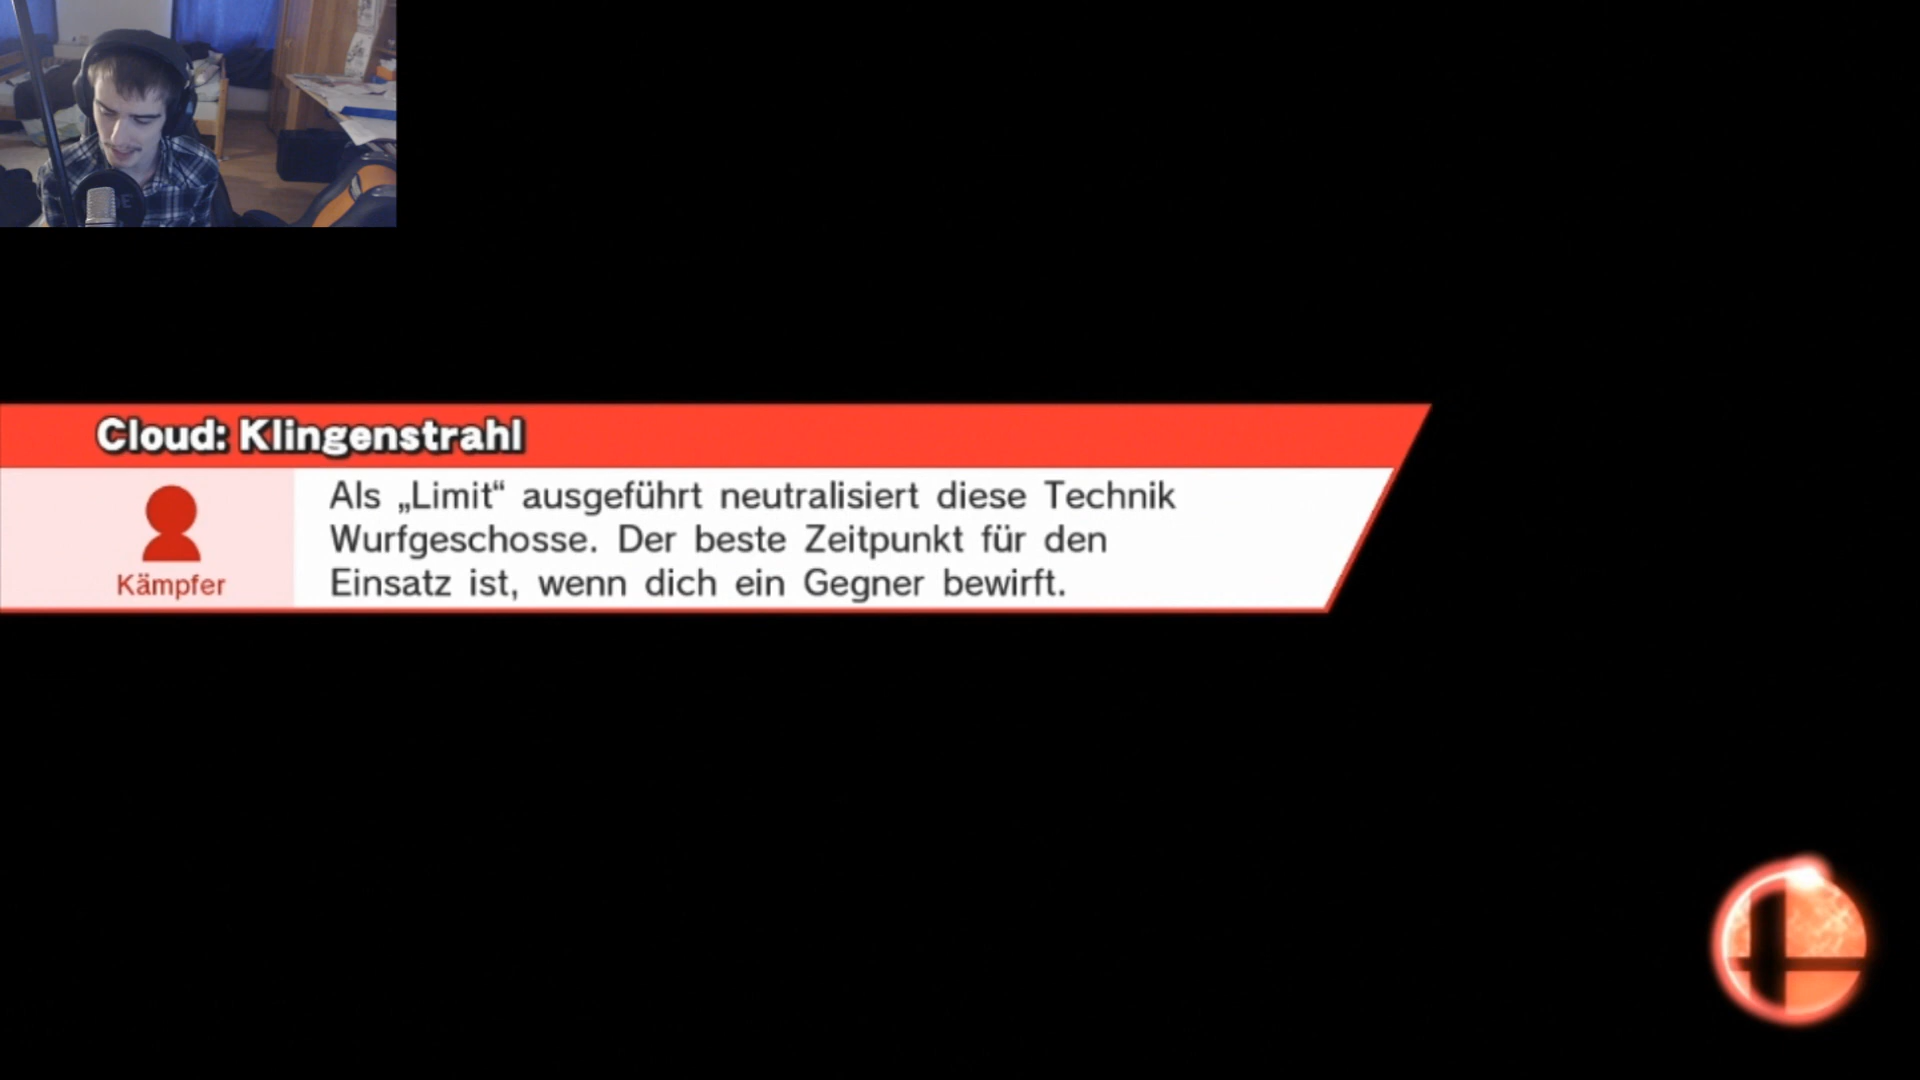 Cloud: Klingenstrahl
Als „Limit“ ausgeführt neutralisiert diese Technik
Wurfgeschosse. Der beste Zeitpunkt für den
Einsatz ist, wenn dich ein Gegner bewirft.
Kämpfer